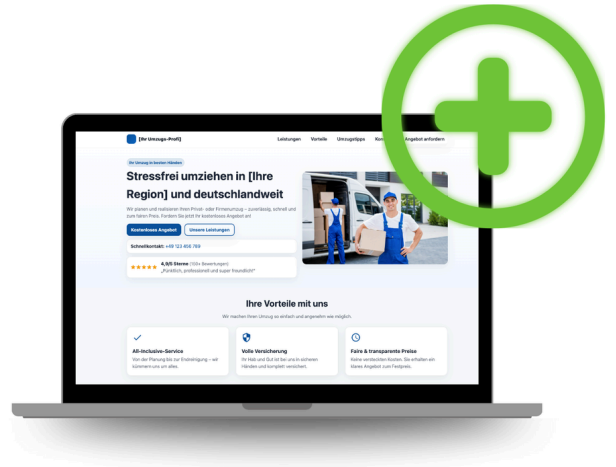 [Ihr Umzugs-Profi]
Leistungen Vorteile Umzugstipps Kon Angebot anfordern
Ihr Umzug in besten Händen
Stressfrei umziehen in [Ihre
Region] und deutschlandweit
Wir planen und realisieren Ihren Privat- oder Firmenumzug – zuverlässig, schnell und
zum fairen Preis. Fordern Sie jetzt Ihr kostenloses Angebot an!
Kostenloses Angebot Unsere Leistungen
Schnellkontakt: +49 123 456 789
4,9/5 Sterne (150+ Bewertungen)
„Pünktlich, professionell und super freundlich!“
Ihre Vorteile mit uns
Wir machen Ihren Umzug so einfach und angenehm wie möglich.
All-Inclusive-Service
Von der Planung bis zur Endreinigung – wir
kümmern uns um alles.
Volle Versicherung
Ihr Hab und Gut ist bei uns in sicheren
Händen und komplett versichert.
Faire & transparente Preise
Keine versteckten Kosten. Sie erhalten ein
klares Angebot zum Festpreis.